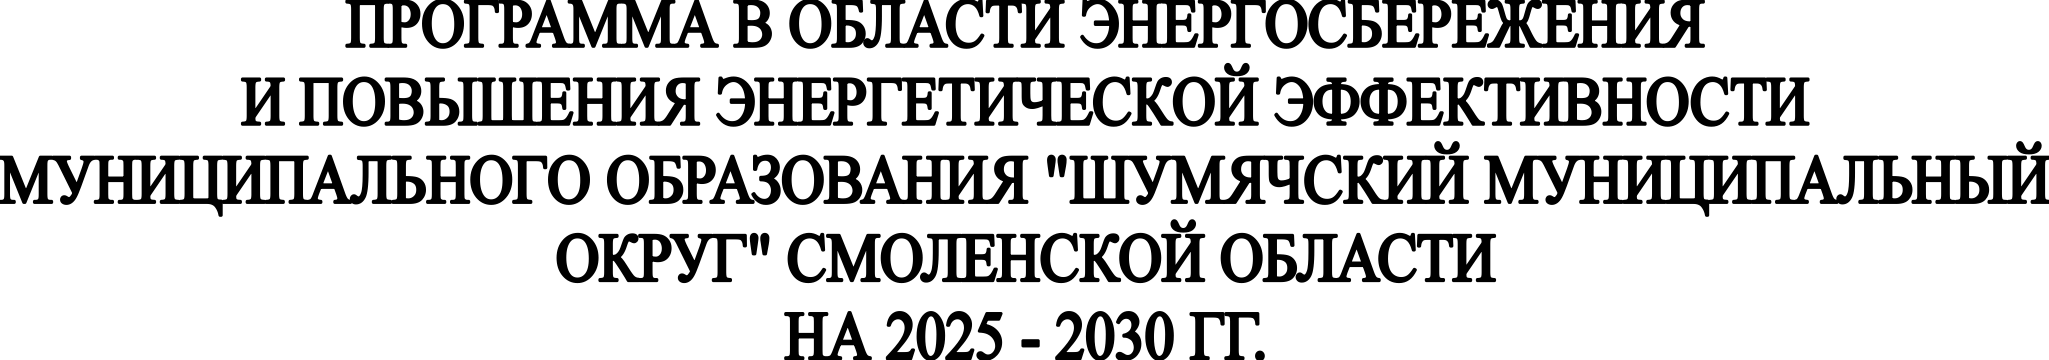 ПРОГРАММА В ОБЛАСТИ ЭНЕРГОСБЕРЕЖЕНИЯ
И ПОВЫШЕНИЯ ЭНЕРГЕТИЧЕСКОЙ ЭФФЕКТИВНОСТИ
МУНИЦИПАЛЬНОГО ОБРАЗОВАНИЯ "ШУМЯЧСКИЙ МУНИЦИПАЛЬНЫЙ
ОКРУГ" СМОЛЕНСКОЙ ОБЛАСТИ
НА 2025 - 2030 ГГ.